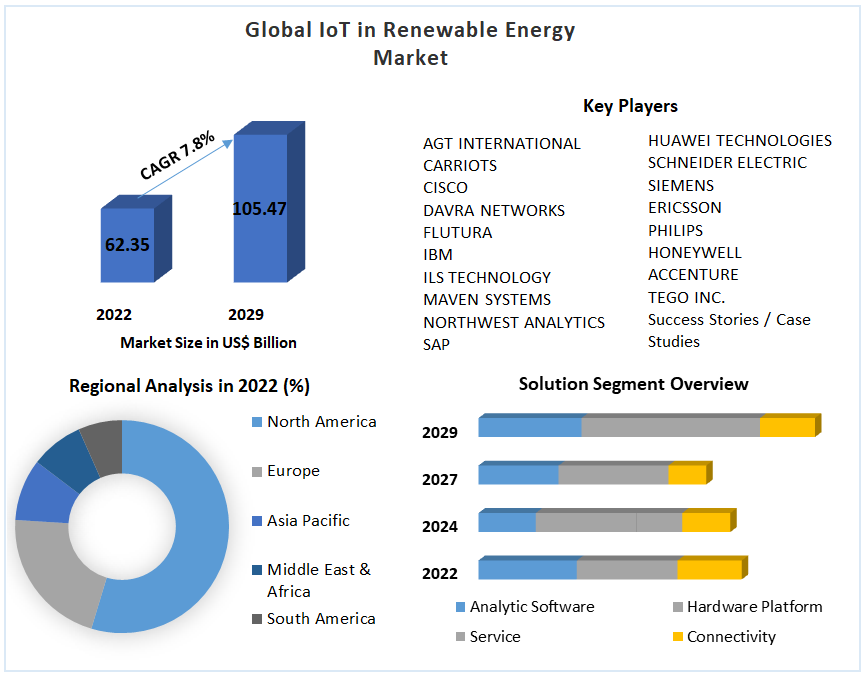 Global IoT in Renewable Energy
Market
CAGR 7.8%
62.35
105.47
2022
2029
Market Size in US$ Billion
Key Players
AGT INTERNATIONAL
CARRIOTS
CISCO
DAVRA NETWORKS
FLUTURA
IBM
ILS TECHNOLOGY
MAVEN SYSTEMS
NORTHWEST ANALYTICS
SAP
HUAWEI TECHNOLOGIES
SCHNEIDER ELECTRIC
SIEMENS
ERICSSON
PHILIPS
HONEYWELL
ACCENTURE
TEGO INC.
Success Stories / Case
Studies
Regional Analysis in 2022 (%)
North America
Europe
Asia Pacific
Middle East &
Africa
South America
Solution Segment Overview
2029
2027
2024
2022
Analytic Software
Hardware Platform
Service
Connectivity